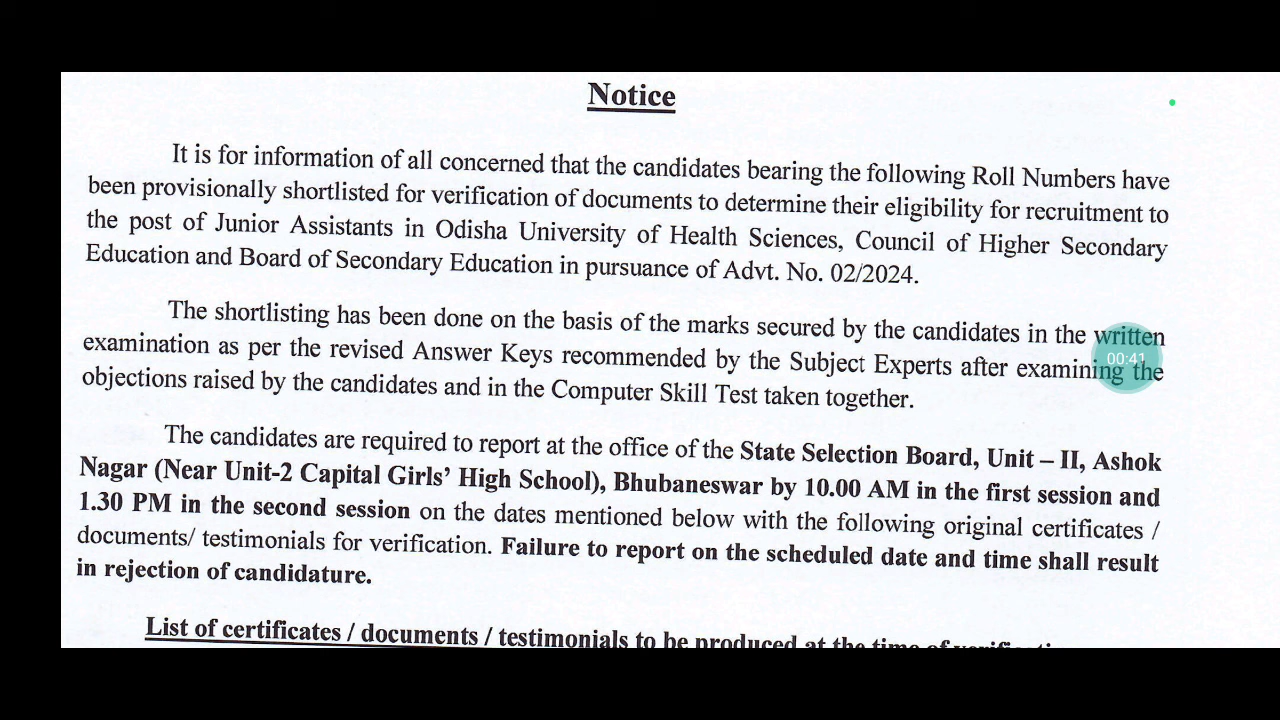 Notice
It is for information of all concerned that the candidates bearing the following Roll Numbers have
been provisionally shortlisted for verification of documents to determine their eligibility for recruitment to
the post of Junior Assistants in Odisha University of Health Sciences, Council of Higher Secondary
Education and Board of Secondary Education in pursuance of Advt. No. 02/2024.
The shortlisting has been done on the basis of the marks secured by the candidates in the written
examination as per the revised Answer Keys recommended by the Subject Experts after examining the
objections raised by the candidates and in the Computer Skill Test taken together.
00:41
The candidates are required to report at the office of the State Selection Board, Unit – II, Ashok
Nagar (Near Unit-2 Capital Girls' High School), Bhubaneswar by 10.00 AM in the first session and
1.30 PM in the second session on the dates mentioned below with the following original certificates /
documents/ testimonials for verification. Failure to report on the scheduled date and time shall result
in rejection of candidature.
List of certificates / documents / testimonials to be produced at the time of